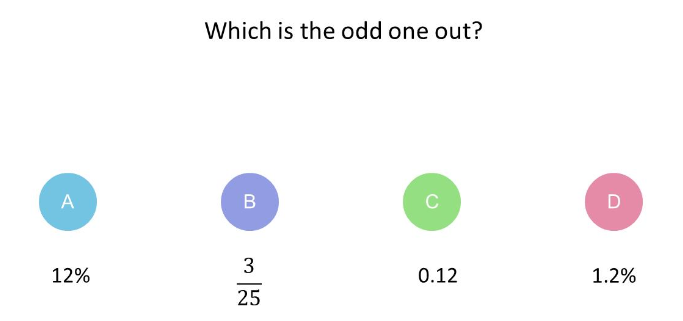 Which is the odd one out?
A B C D
12% 3/25 0.12 1.2%